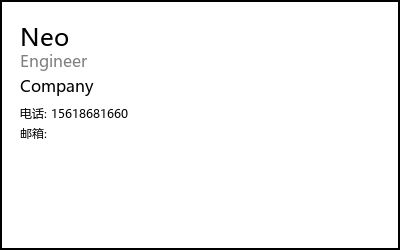 Neo
Engineer
Company
电话: 15618681660
邮箱: